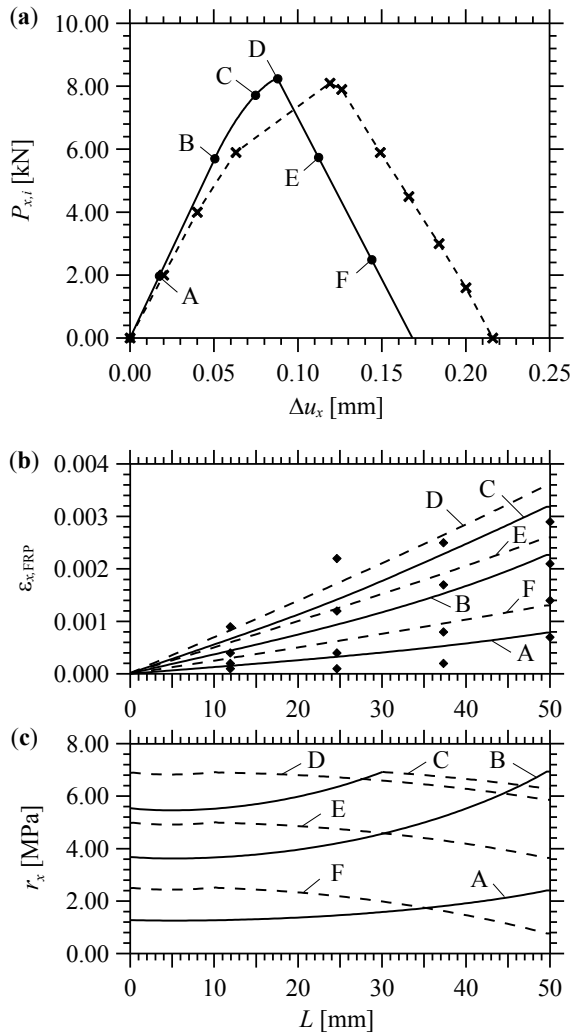 (a)
10.00
8.00
6.00
4.00
2.00
0.00
P_{x,i} [kN]
D
C
B
E
A
F
0.00 0.05 0.10 0.15 0.20 0.25
Δu_x [mm]
(b)
0.004
0.003
0.002
0.001
0.000
ε_{x,FRP}
D
C
E
B
F
A
0 10 20 30 40 50
(c)
8.00
6.00
4.00
2.00
0.00
r_x [MPa]
D
C
B
E
F
A
0 10 20 30 40 50
L [mm]